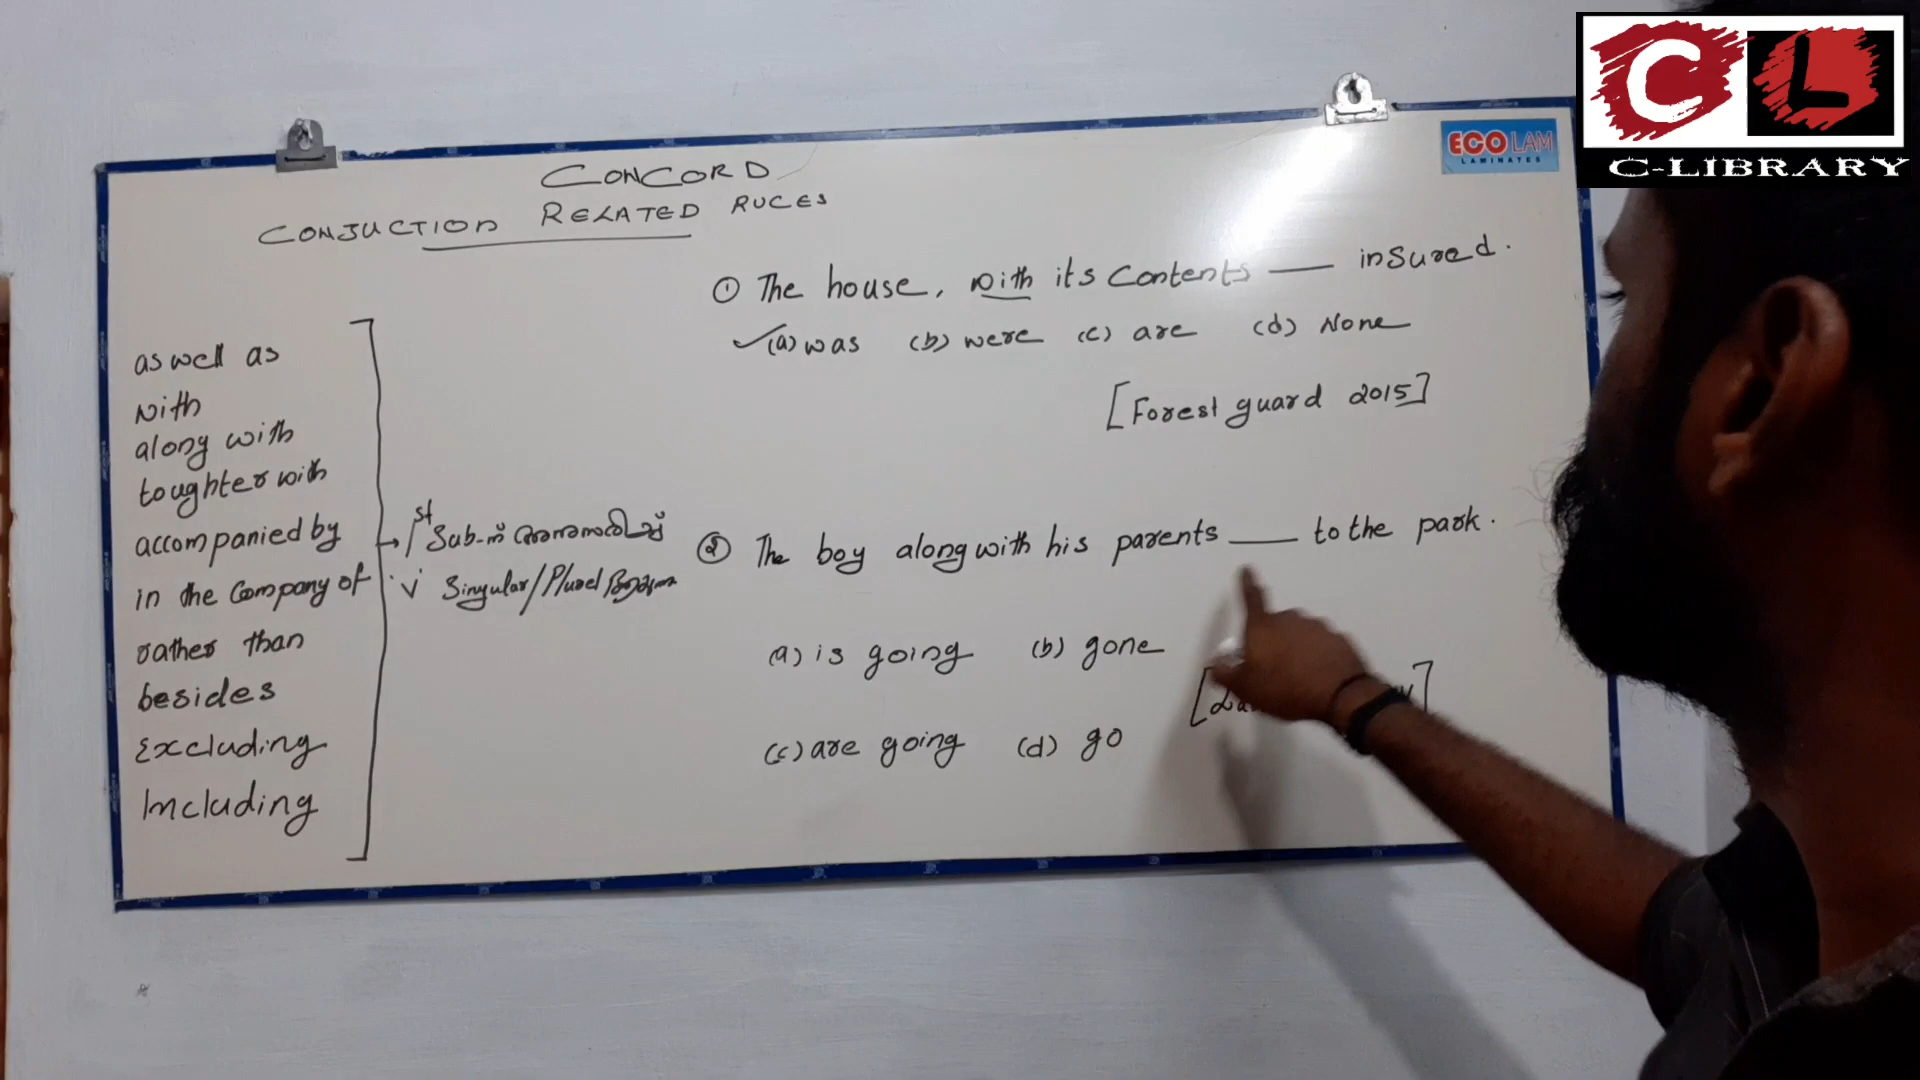 CL
C-LIBRARY
ECOLAM
LAMINATES
CONCORD
CONJUCTION RELATED RULES
① The house, with its contents ___ insured.
(a) was (b) were (c) are (d) None
[Forest guard 2015]
② The boy along with his parents ___ to the park.
(a) is going (b) gone
(c) are going (d) go
as well as
with
along with
toughter with
accompanied by
in the company of
rather than
besides
Excluding
Including
→ 1st Sub-ന് അനുസരിച്ച്
V Singular/Plural